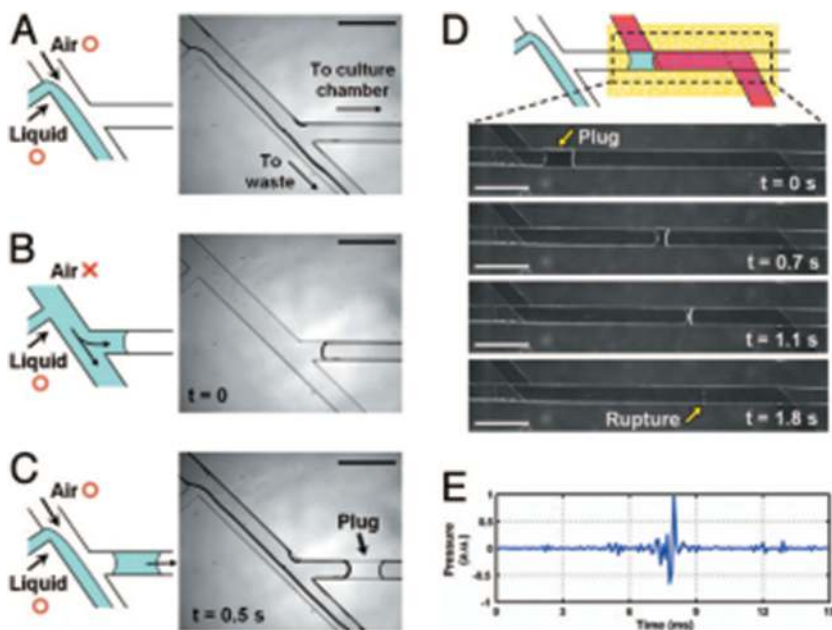 A
Air
Liquid
To culture
chamber
To
waste
B
Air
Liquid
t = 0
C
Air
Liquid
Plug
t = 0.5 s
D
Plug
t = 0 s
t = 0.7 s
t = 1.1 s
Rupture
t = 1.8 s
E
Pressure
(a.u.)
1
0.5
0
-0.5
-1
0
3
6
9
12
15
Time (ms)